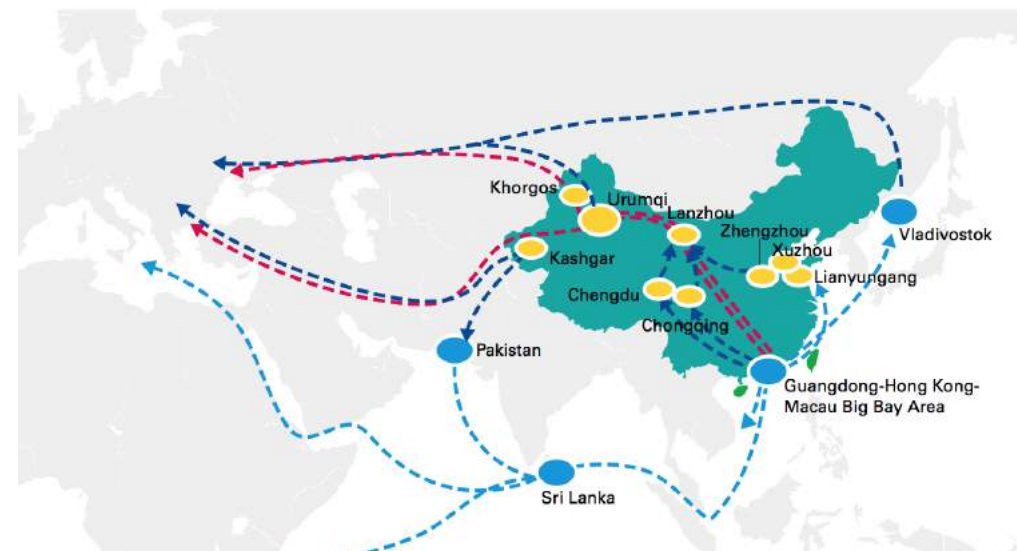 Khorgos
Urumqi
Lanzhou
Zhengzhou
Xuzhou
Vladivostok
Kashgar
Lianyungang
Chengdu
Chongqing
Pakistan
Guangdong-Hong Kong-
Macau Big Bay Area
Sri Lanka